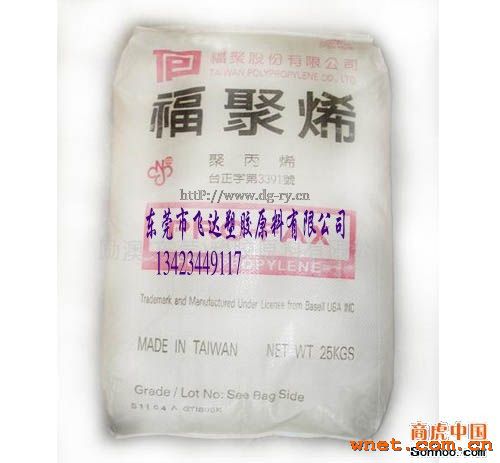 福聚股份有限公司
TAIWAN POLYPROPYLENE CO., LTD.
福聚烯
聚丙烯
台正字第3391號
http://www.dg-ry.cn
东莞市飞达塑胶原料有限公司
13423449117
Trademark and Manufactured Under License from Basell USA INC
MADE IN TAIWAN NET WT 25KGS
Grade / Lot No: See Bag Side
商虎中国
wnet.com.cn
Sonhoo.com